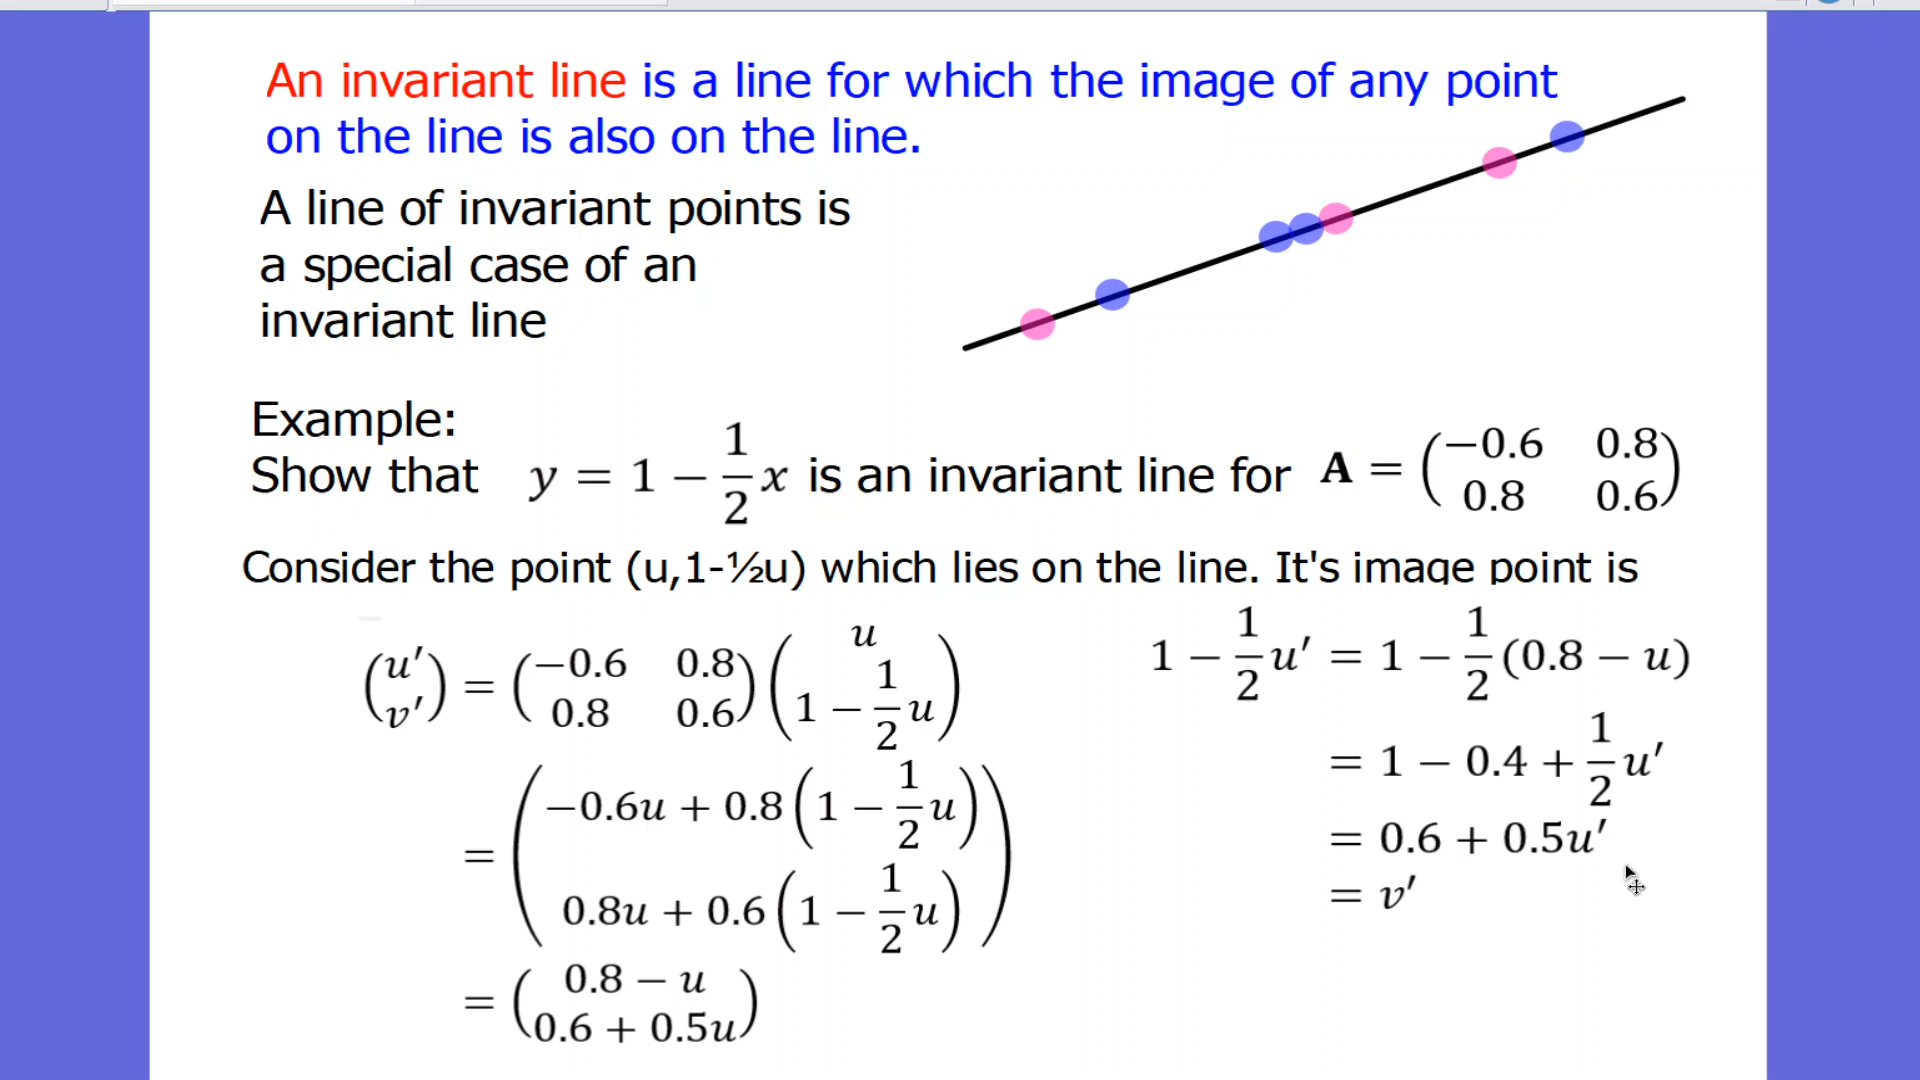 An invariant line is a line for which the image of any point
on the line is also on the line.
A line of invariant points is
a special case of an
invariant line
Example:
Show that y = 1 − 1/2 x is an invariant line for A = (−0.6 0.8; 0.8 0.6)
Consider the point (u,1-½u) which lies on the line. It's image point is
(u′; v′) = (−0.6 0.8; 0.8 0.6)(u; 1 − 1/2 u)
= (−0.6u + 0.8(1 − 1/2 u); 0.8u + 0.6(1 − 1/2 u))
= (0.8 − u; 0.6 + 0.5u)
1 − 1/2 u′ = 1 − 1/2 (0.8 − u)
= 1 − 0.4 + 1/2 u′
= 0.6 + 0.5u′
= v′